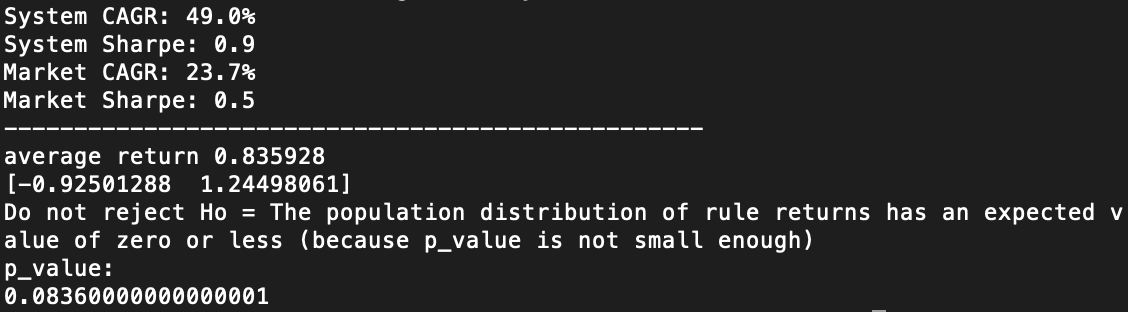 System CAGR: 49.0%
System Sharpe: 0.9
Market CAGR: 23.7%
Market Sharpe: 0.5
--------------------------------------------------
average return 0.835928
[-0.92501288  1.24498061]
Do not reject Ho = The population distribution of rule returns has an expected v
alue of zero or less (because p_value is not small enough)
p_value:
0.08360000000000001